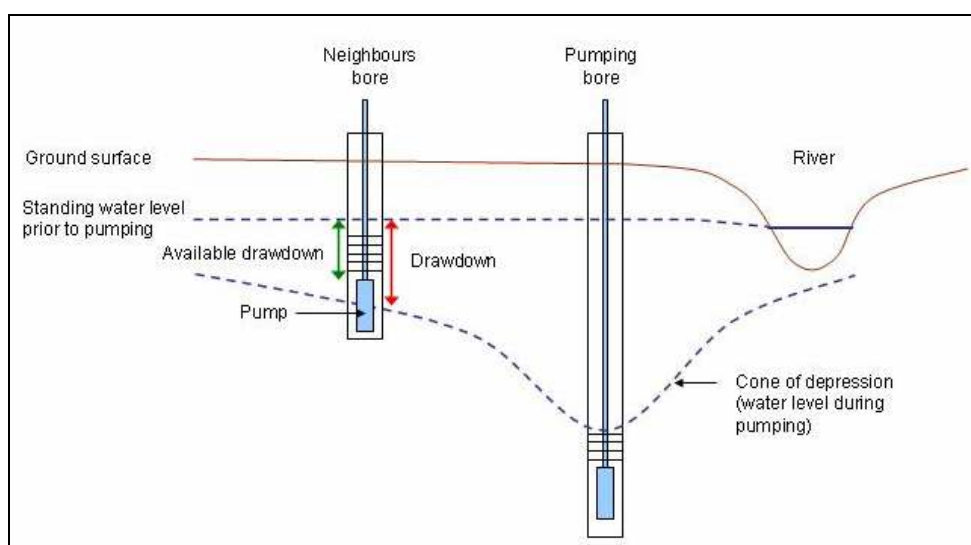 Neighbours
bore
Pumping
bore
Ground surface
River
Standing water level
prior to pumping
Available drawdown
Drawdown
Pump
Cone of depression
(water level during
pumping)